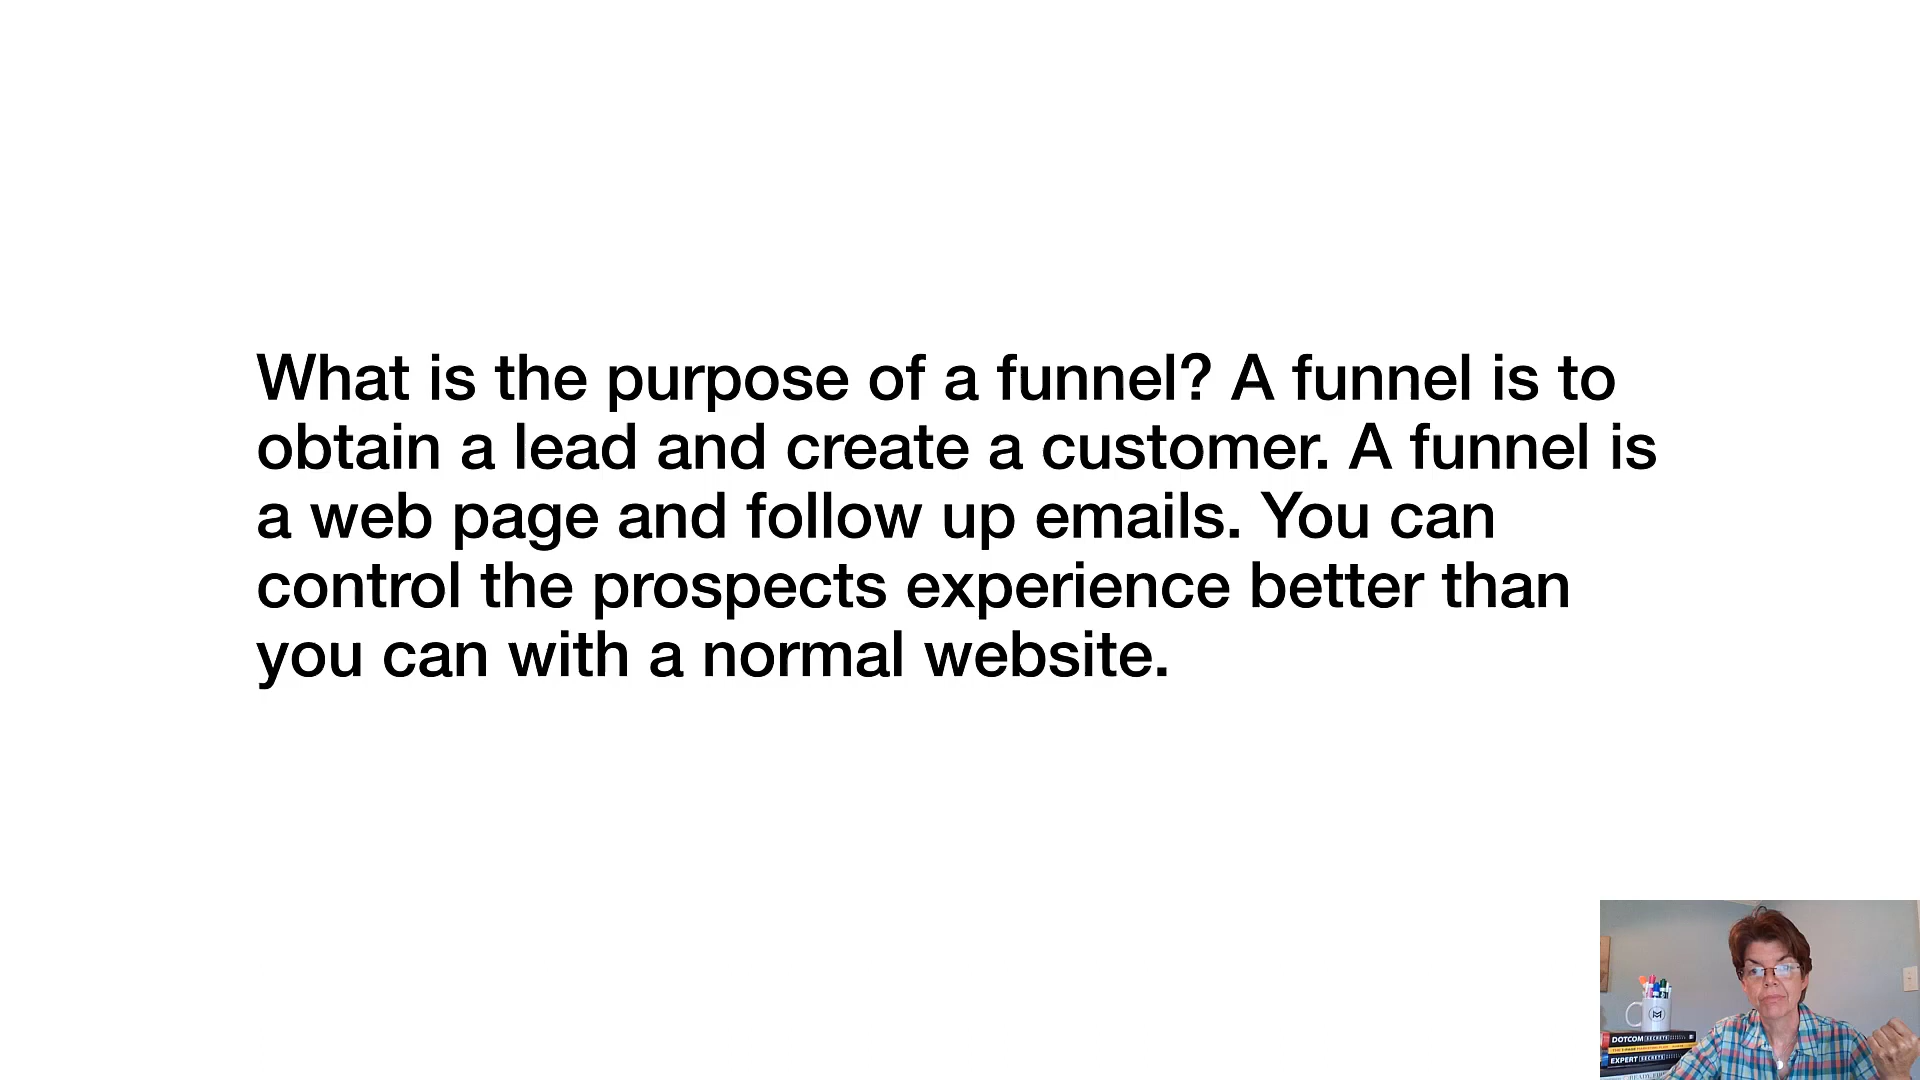 What is the purpose of a funnel? A funnel is to
obtain a lead and create a customer. A funnel is
a web page and follow up emails. You can
control the prospects experience better than
you can with a normal website.
DOTCOM SECRETS
EXPERT SECRETS